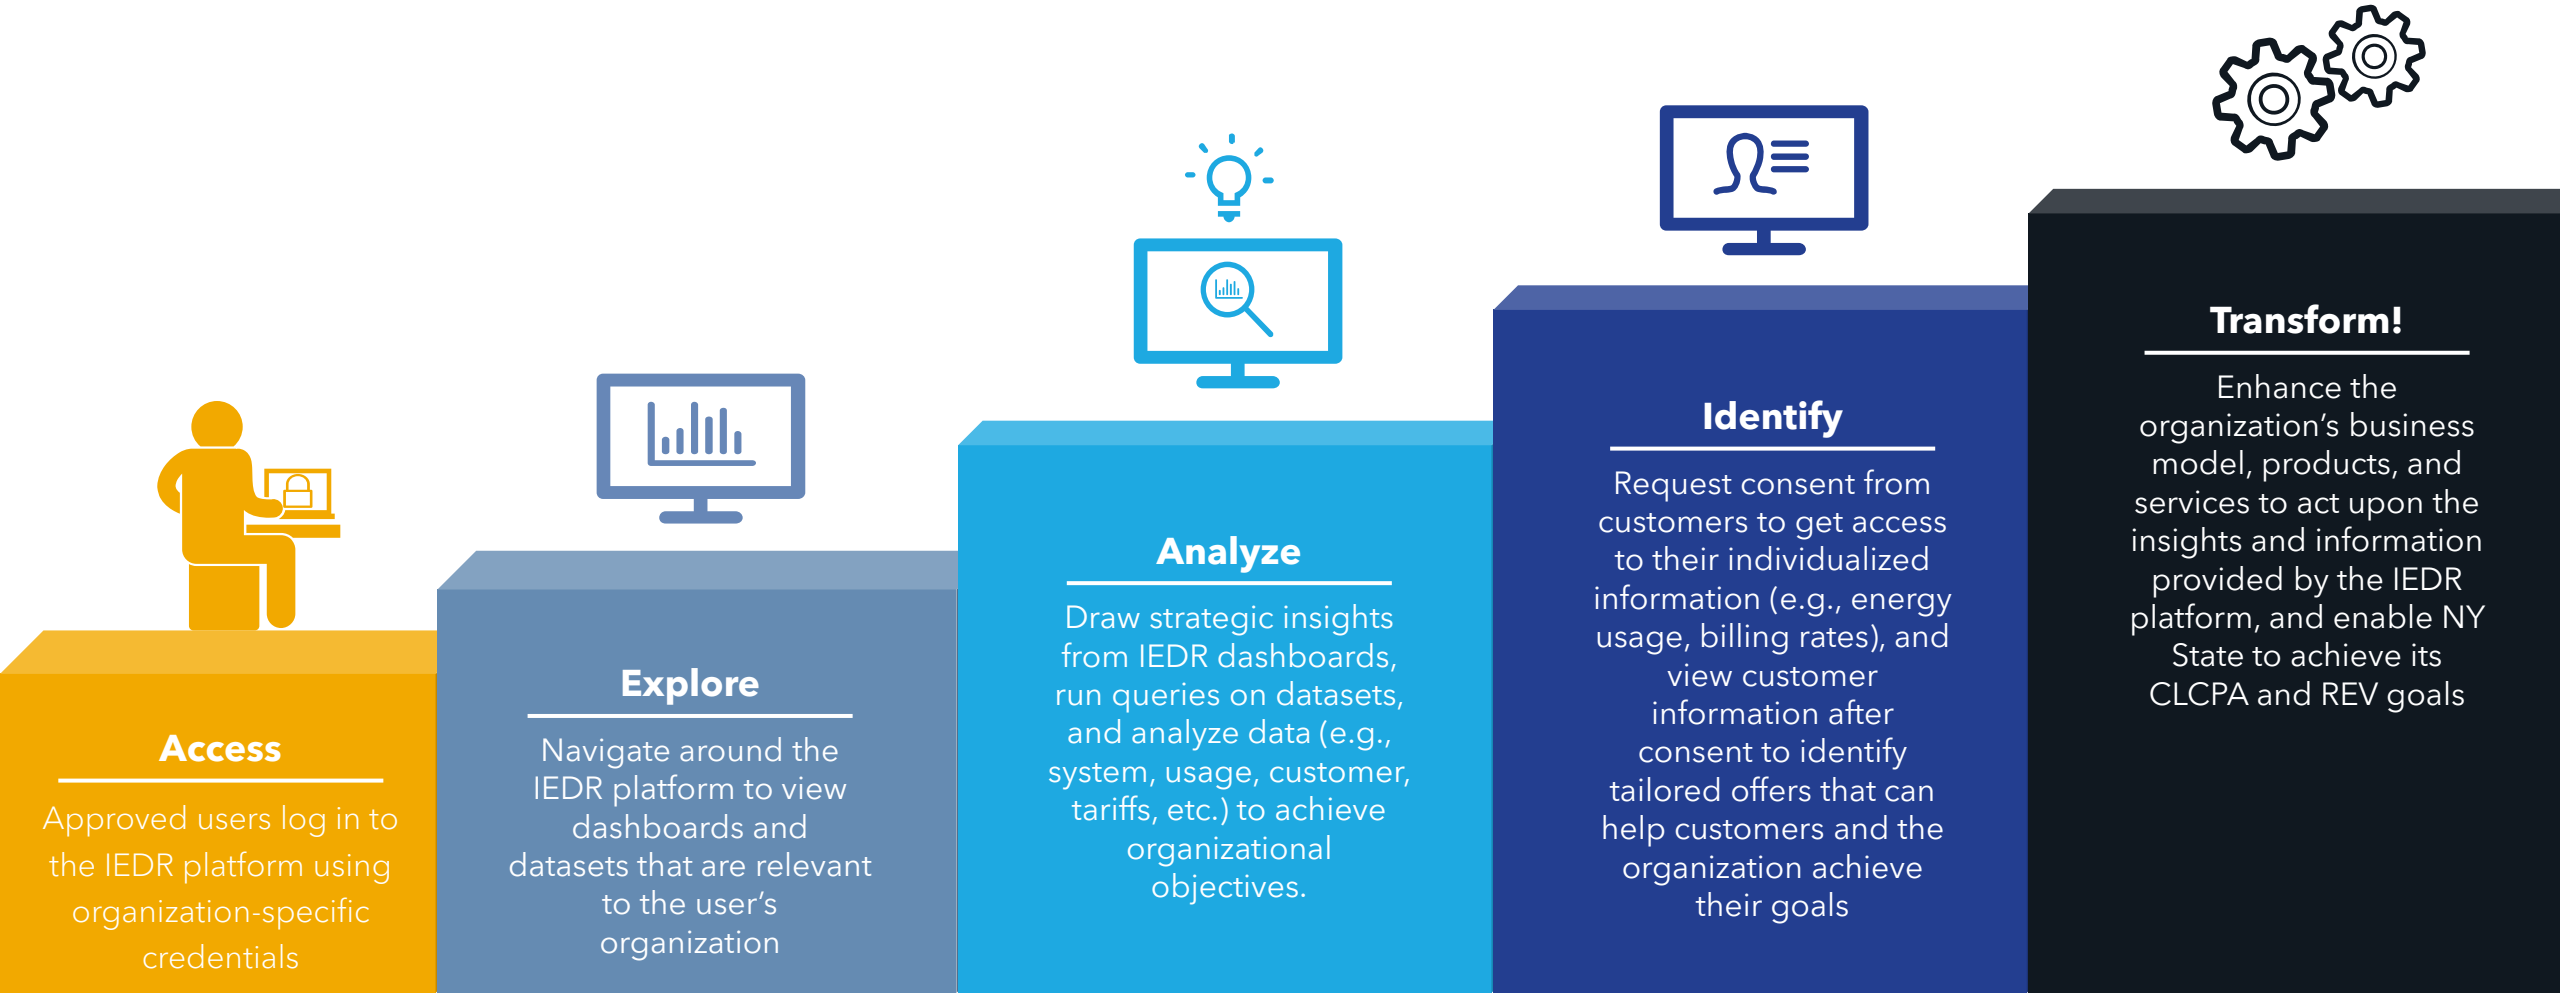 Access
Approved users log in to
the IEDR platform using
organization-specific
credentials
Explore
Navigate around the
IEDR platform to view
dashboards and
datasets that are relevant
to the user’s
organization
Analyze
Draw strategic insights
from IEDR dashboards,
run queries on datasets,
and analyze data (e.g.,
system, usage, customer,
tariffs, etc.) to achieve
organizational
objectives.
Identify
Request consent from
customers to get access
to their individualized
information (e.g., energy
usage, billing rates), and
view customer
information after
consent to identify
tailored offers that can
help customers and the
organization achieve
their goals
Transform!
Enhance the
organization’s business
model, products, and
services to act upon the
insights and information
provided by the IEDR
platform, and enable NY
State to achieve its
CLCPA and REV goals